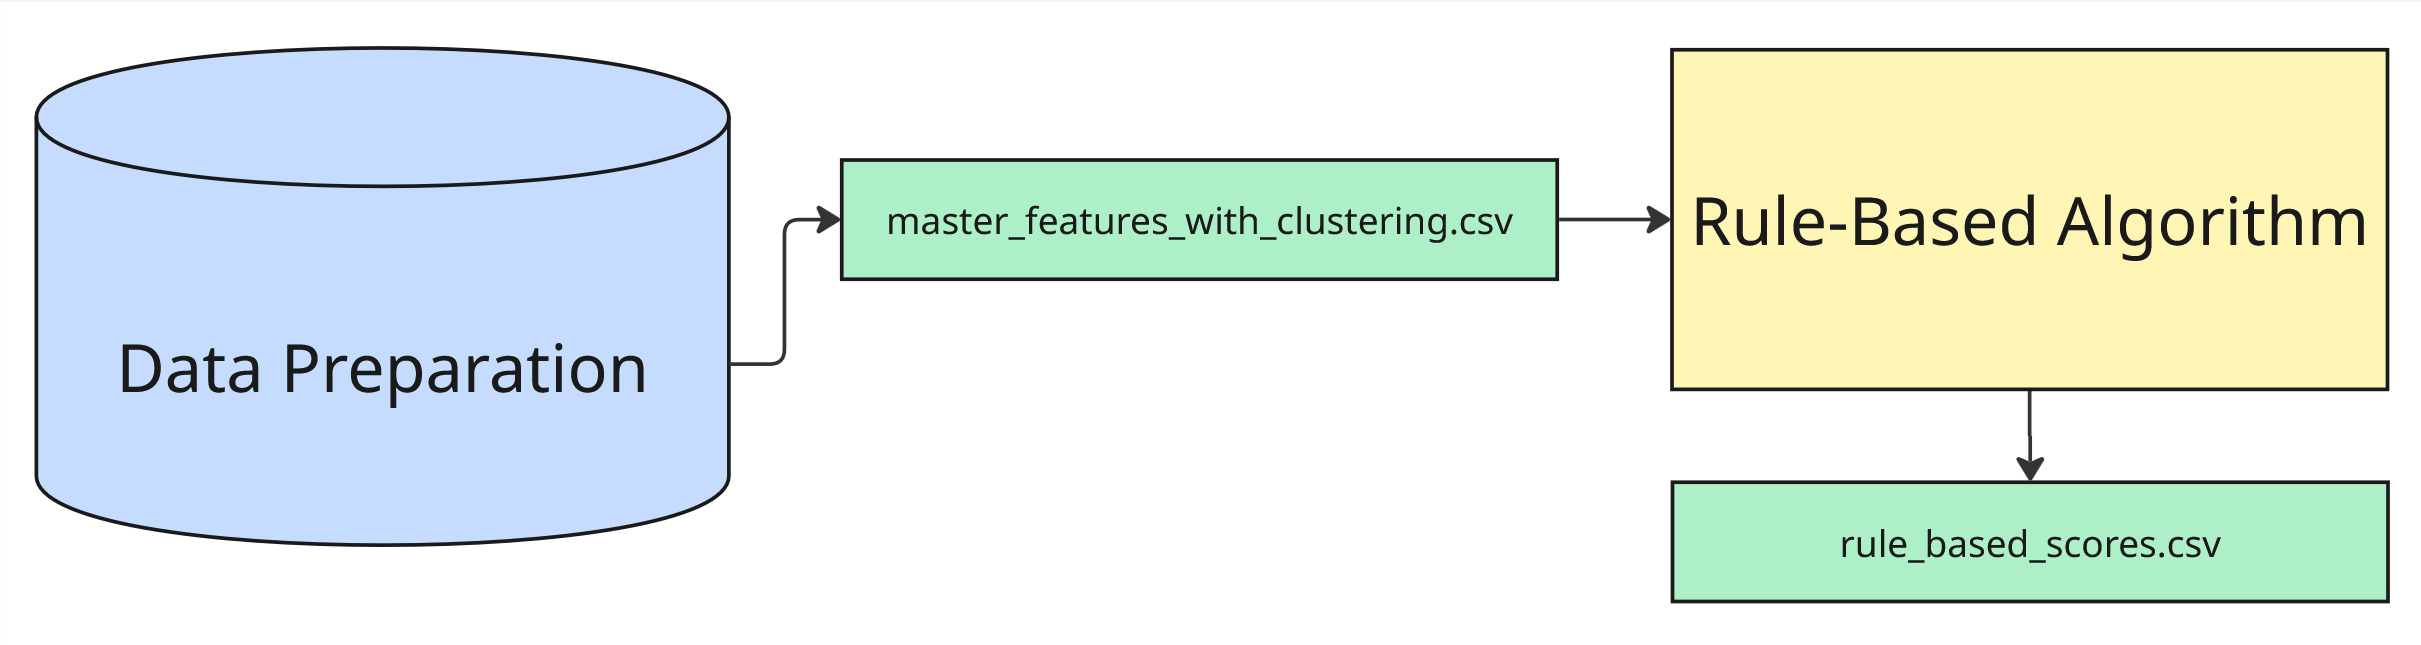 Data Preparation
master_features_with_clustering.csv
Rule-Based Algorithm
rule_based_scores.csv